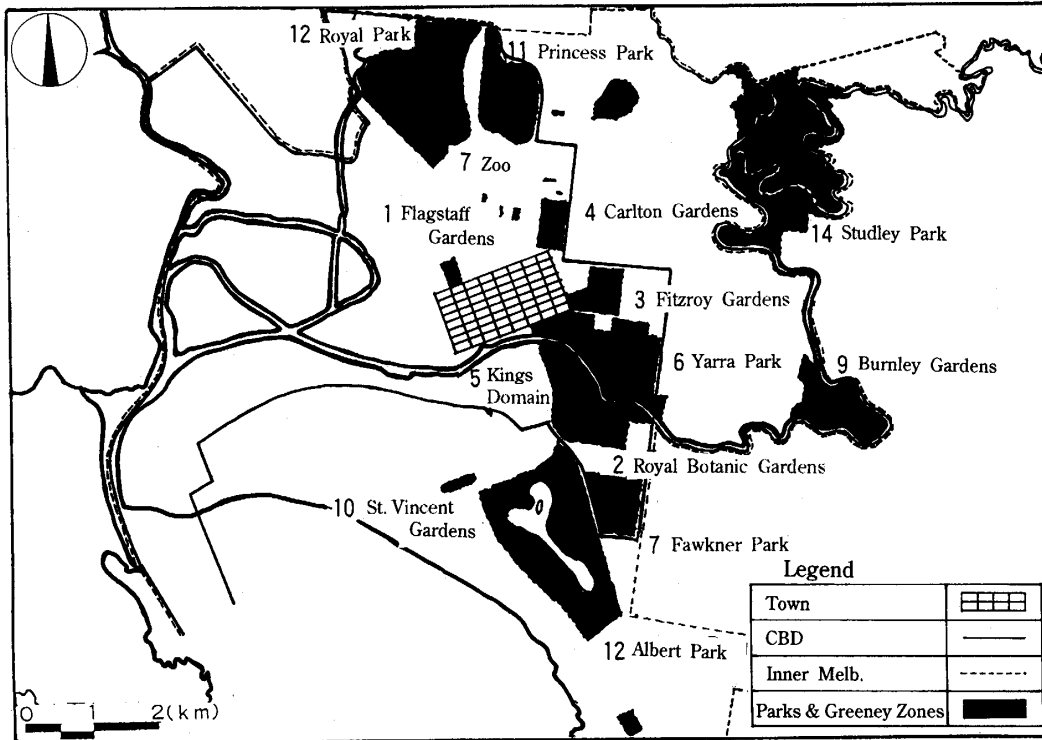 12 Royal Park
11 Princess Park
7 Zoo
1 Flagstaff
Gardens
4 Carlton Gardens
14 Studley Park
3 Fitzroy Gardens
5 Kings
Domain
6 Yarra Park
9 Burnley Gardens
2 Royal Botanic Gardens
10 St. Vincent
Gardens
7 Fawkner Park
12 Albert Park
Legend
Town
CBD
Inner Melb.
Parks & Greeney Zones
0 1 2(km)